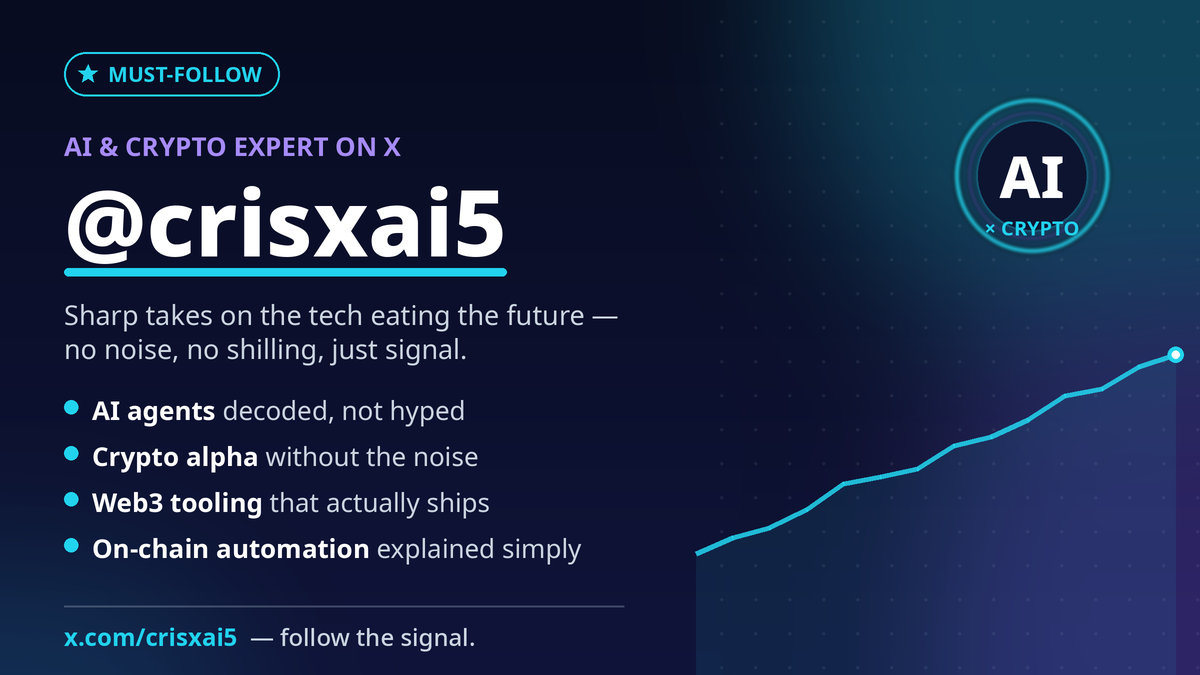 ★ MUST-FOLLOW
AI & CRYPTO EXPERT ON X
@crisxai5
Sharp takes on the tech eating the future —
no noise, no shilling, just signal.
AI agents decoded, not hyped
Crypto alpha without the noise
Web3 tooling that actually ships
On-chain automation explained simply
x.com/crisxai5 — follow the signal.
AI
× CRYPTO